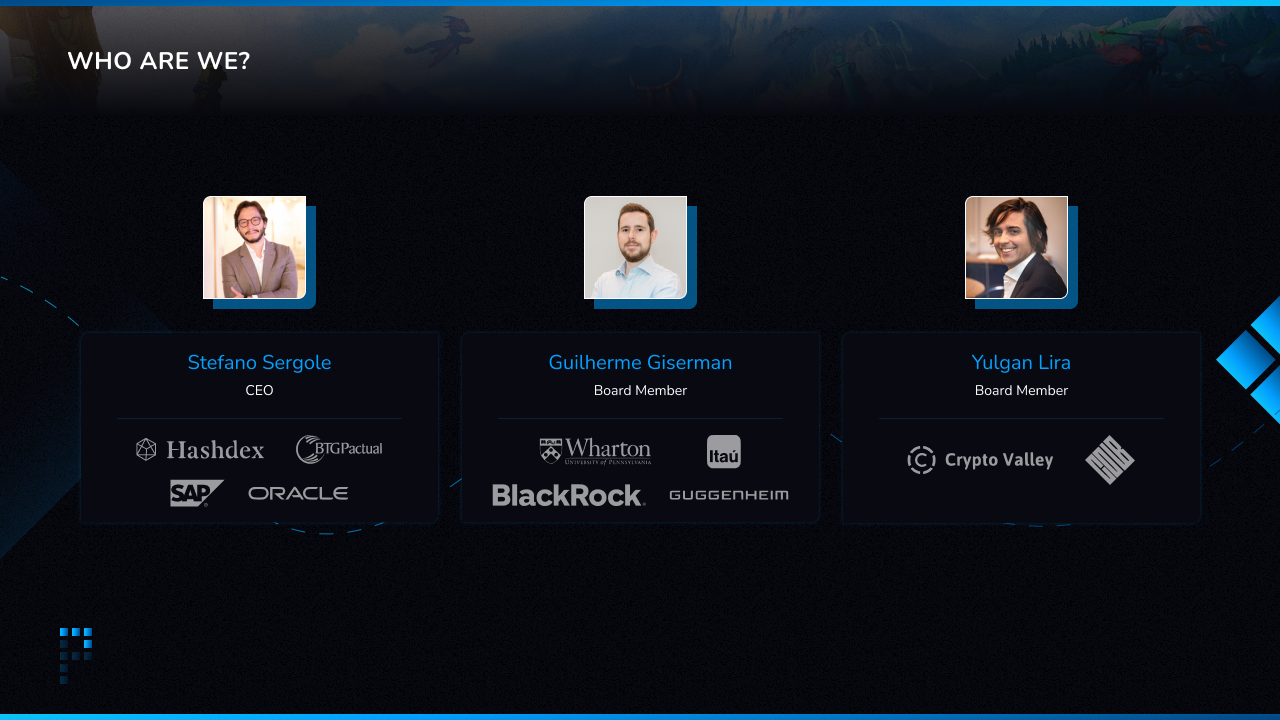 WHO ARE WE?
Stefano Sergole
CEO
Hashdex
BTGPactual
SAP
ORACLE
Guilherme Giserman
Board Member
Wharton
UNIVERSITY of PENNSYLVANIA
Itaú
BlackRock
GUGGENHEIM
Yulgan Lira
Board Member
Crypto Valley